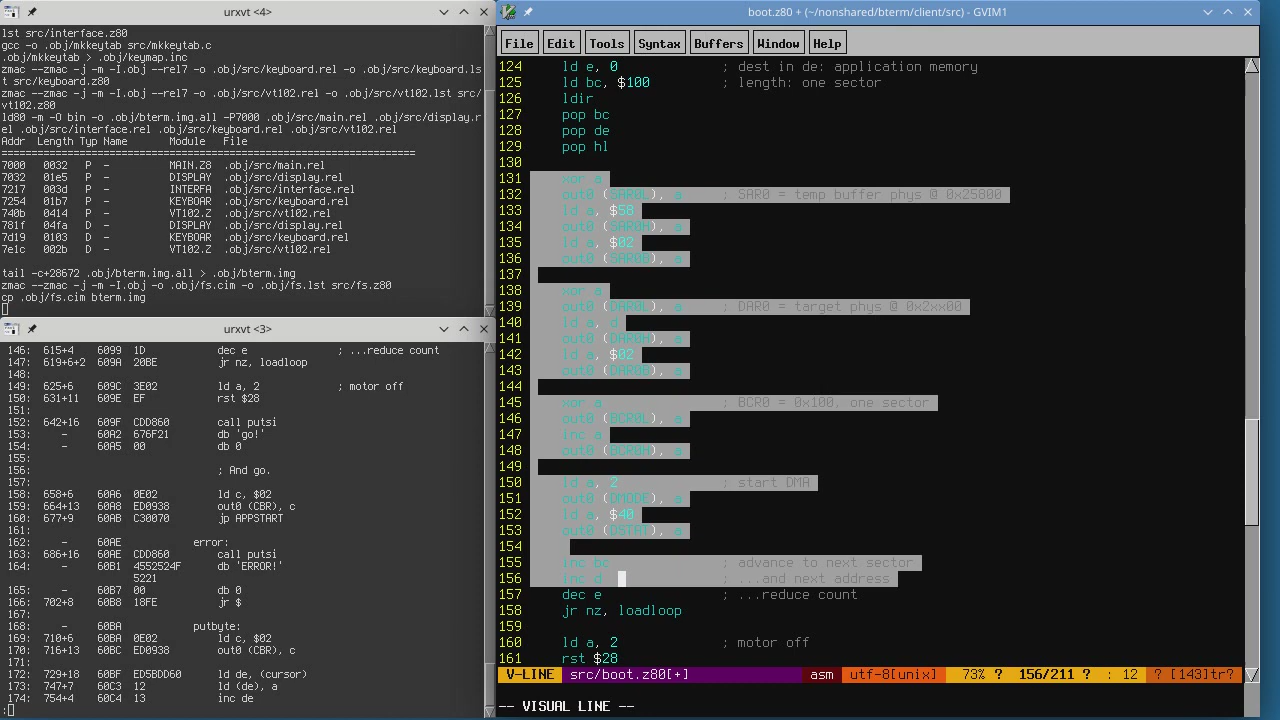 urxvt <4>
lst src/interface.z80
gcc -o .obj/mkkeytab src/mkkeytab.c
.obj/mkkeytab > .obj/keymap.inc
zmac --zmac -j -m -I.obj --rel7 -o .obj/src/keyboard.rel -o .obj/src/keyboard.ls
t src/keyboard.z80
zmac --zmac -j -m -I.obj --rel7 -o .obj/src/vt102.rel -o .obj/src/vt102.lst src/
vt102.z80
ld80 -m -O bin -o .obj/bterm.img.all -P7000 .obj/src/main.rel .obj/src/display.r
el .obj/src/interface.rel .obj/src/keyboard.rel .obj/src/vt102.rel
Addr Length Typ Name Module File
================================================================
7000 0032 P - MAIN.Z8 .obj/src/main.rel
7032 01e5 P - DISPLAY .obj/src/display.rel
7217 003d P - INTERFA .obj/src/interface.rel
7254 01b7 P - KEYBOAR .obj/src/keyboard.rel
740b 0414 P - VT102.Z .obj/src/vt102.rel
781f 04fa D - DISPLAY .obj/src/display.rel
7d19 0103 D - KEYBOAR .obj/src/keyboard.rel
7e1c 002b D - VT102.Z .obj/src/vt102.rel
tail -c+28672 .obj/bterm.img.all > .obj/bterm.img
zmac --zmac -j -m -I.obj -o .obj/fs.cim -o .obj/fs.lst src/fs.z80
cp .obj/fs.cim bterm.img
urxvt <3>
146: 615+4 6099 1D dec e ; ...reduce count
147: 619+6+2 609A 20BE jr nz, loadloop
148:
149: 625+6 609C 3E02 ld a, 2 ; motor off
150: 631+11 609E EF rst $28
151:
152: 642+16 609F CDD860 call putsi
153: - 60A2 676F21 db 'go!'
154: - 60A5 00 db 0
155:
156: ; And go.
157:
158: 658+6 60A6 0E02 ld c, $02
159: 664+13 60A8 ED0938 out0 (CBR), c
160: 677+9 60AB C30070 jp APPSTART
161:
162: - 60AE error:
163: 686+16 60AE CDD860 call putsi
164: - 60B1 4552524F db 'ERROR!'
5221
165: - 60B7 00 db 0
166: 702+8 60B8 18FE jr $
167:
168: - 60BA putbyte:
169: 710+6 60BA 0E02 ld c, $02
170: 716+13 60BC ED0938 out0 (CBR), c
171:
172: 729+18 60BF ED5BDD60 ld de, (cursor)
173: 747+7 60C3 12 ld (de), a
174: 754+4 60C4 13 inc de
:
boot.z80 + (~/nonshared/bterm/client/src) - GVIM1
File Edit Tools Syntax Buffers Window Help
124 ld e, 0 ; dest in de: application memory
125 ld bc, $100 ; length: one sector
126 ldir
127 pop bc
128 pop de
129 pop hl
130
131 xor a
132 out0 (SAR0L), a ; SAR0 = temp buffer phys @ 0x25800
133 ld a, $58
134 out0 (SAR0H), a
135 ld a, $02
136 out0 (SAR0B), a
137
138 xor a
139 out0 (DAR0L), a ; DAR0 = target phys @ 0x2xx00
140 ld a, d
141 out0 (DAR0H), a
142 ld a, $02
143 out0 (DAR0B), a
144
145 xor a ; BCR0 = 0x100, one sector
146 out0 (BCR0L), a
147 inc a
148 out0 (BCR0H), a
149
150 ld a, 2 ; start DMA
151 out0 (DMODE), a
152 ld a, $40
153 out0 (DSTAT), a
154
155 inc bc ; advance to next sector
156 inc d ; ...and next address
157 dec e ; ...reduce count
158 jr nz, loadloop
159
160 ld a, 2 ; motor off
161 rst $28
V-LINE src/boot.z80[+] asm utf-8[unix] 73% ? 156/211 ? : 12 ? [143]tr?
-- VISUAL LINE --